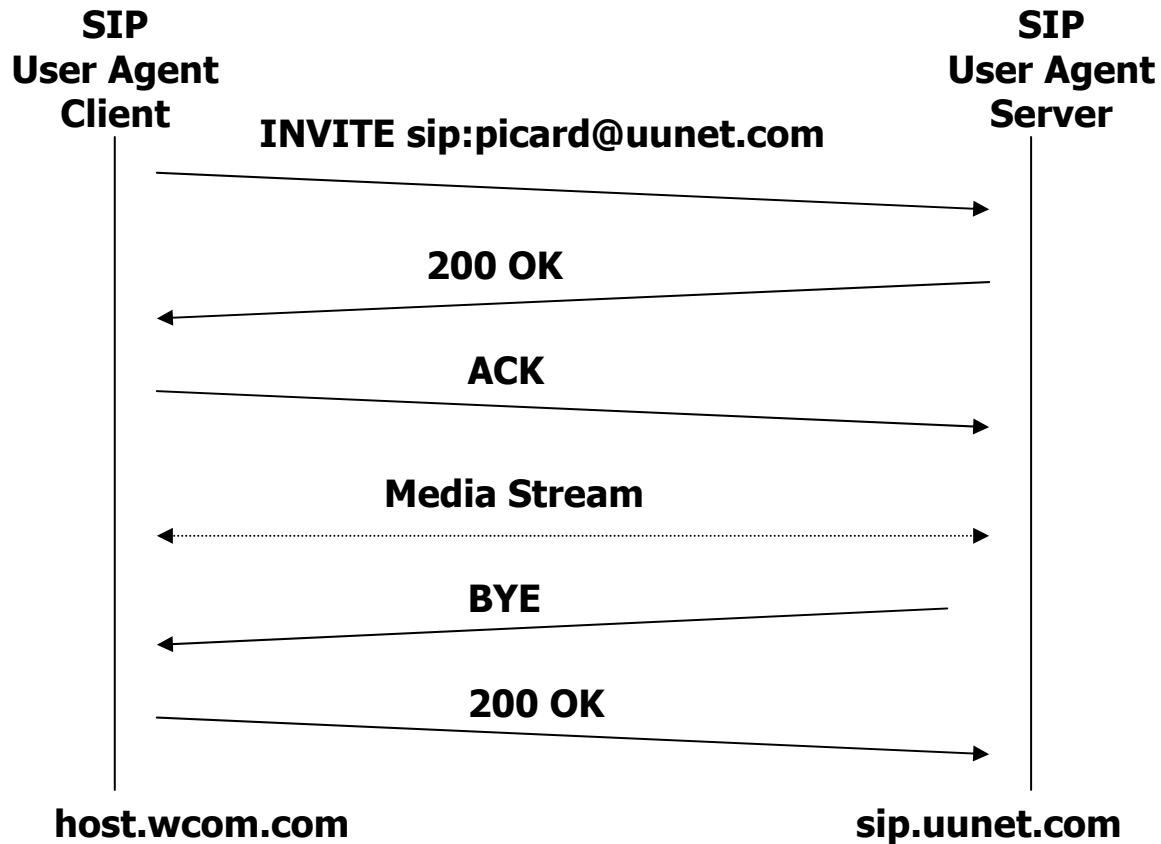 SIP
User Agent
Client
SIP
User Agent
Server
INVITE sip:picard@uunet.com
200 OK
ACK
Media Stream
BYE
200 OK
host.wcom.com
sip.uunet.com